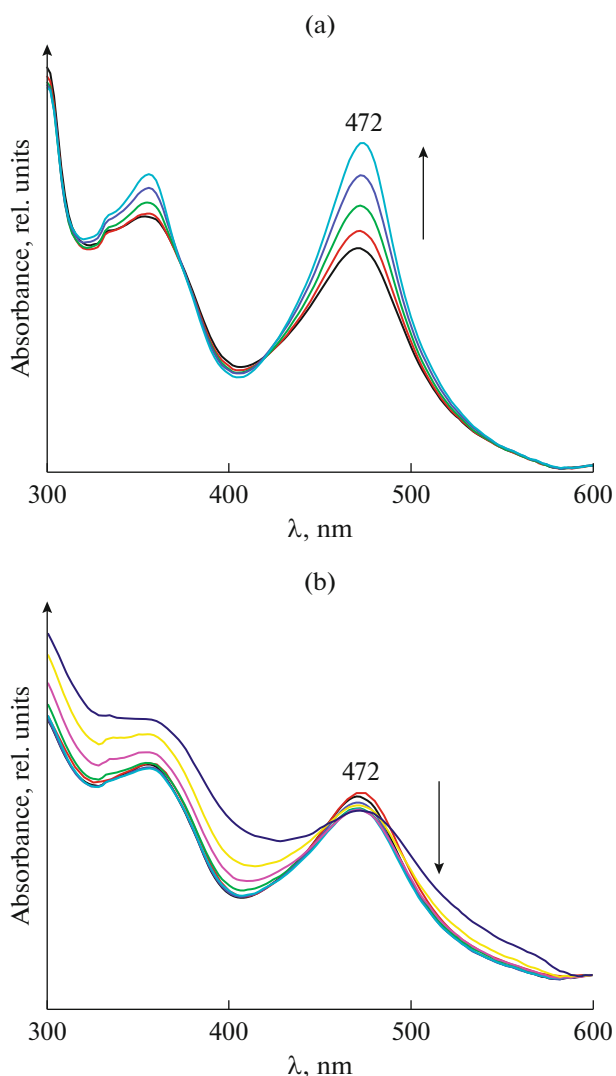 (a)
472
Absorbance, rel. units
300 400 500 600
λ, nm
(b)
472
Absorbance, rel. units
300 400 500 600
λ, nm